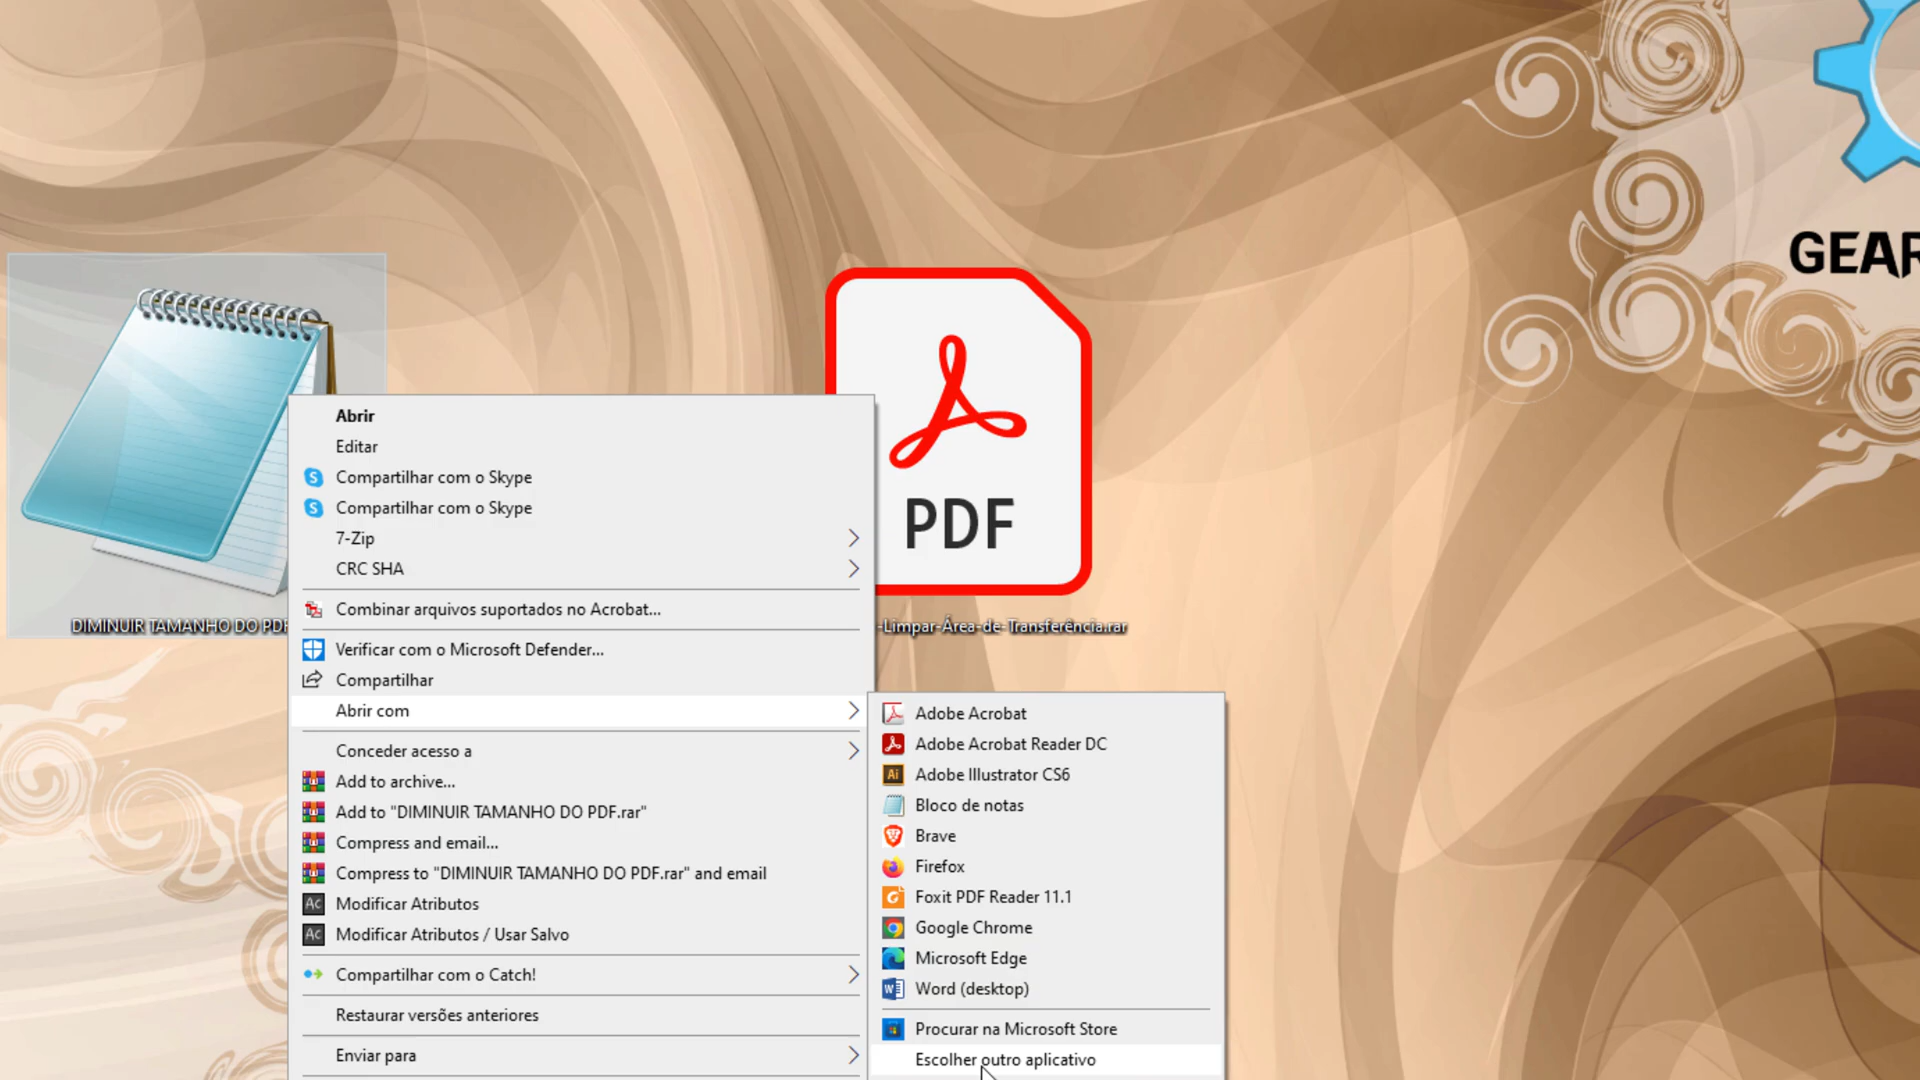 GEAR
PDF
DIMINUIR TAMANHO DO PDF
-Limpar-Área-de-Transferência.rar
Abrir
Editar
Compartilhar com o Skype
Compartilhar com o Skype
7-Zip
CRC SHA
Combinar arquivos suportados no Acrobat...
Verificar com o Microsoft Defender...
Compartilhar
Abrir com
Conceder acesso a
Add to archive...
Add to "DIMINUIR TAMANHO DO PDF.rar"
Compress and email...
Compress to "DIMINUIR TAMANHO DO PDF.rar" and email
Modificar Atributos
Modificar Atributos / Usar Salvo
Compartilhar com o Catch!
Restaurar versões anteriores
Enviar para
Adobe Acrobat
Adobe Acrobat Reader DC
Adobe Illustrator CS6
Bloco de notas
Brave
Firefox
Foxit PDF Reader 11.1
Google Chrome
Microsoft Edge
Word (desktop)
Procurar na Microsoft Store
Escolher outro aplicativo